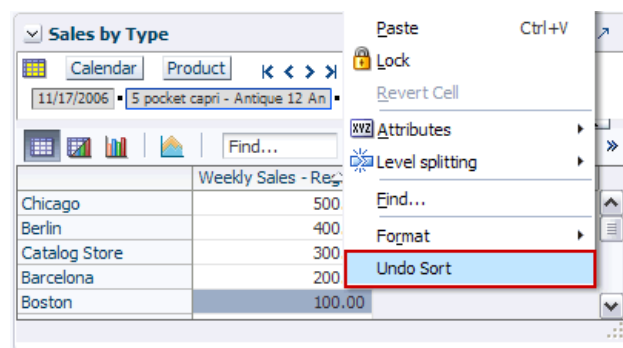 Sales by Type
Paste Ctrl+V
Calendar Product
Lock
11/17/2006 5 pocket capri - Antique 12 An
Revert Cell
XYZ Attributes
Find...
Level splitting
Weekly Sales - Reg
Chicago 500
Find...
Berlin 400
Format
Catalog Store 300
Undo Sort
Barcelona 200
Boston 100.00